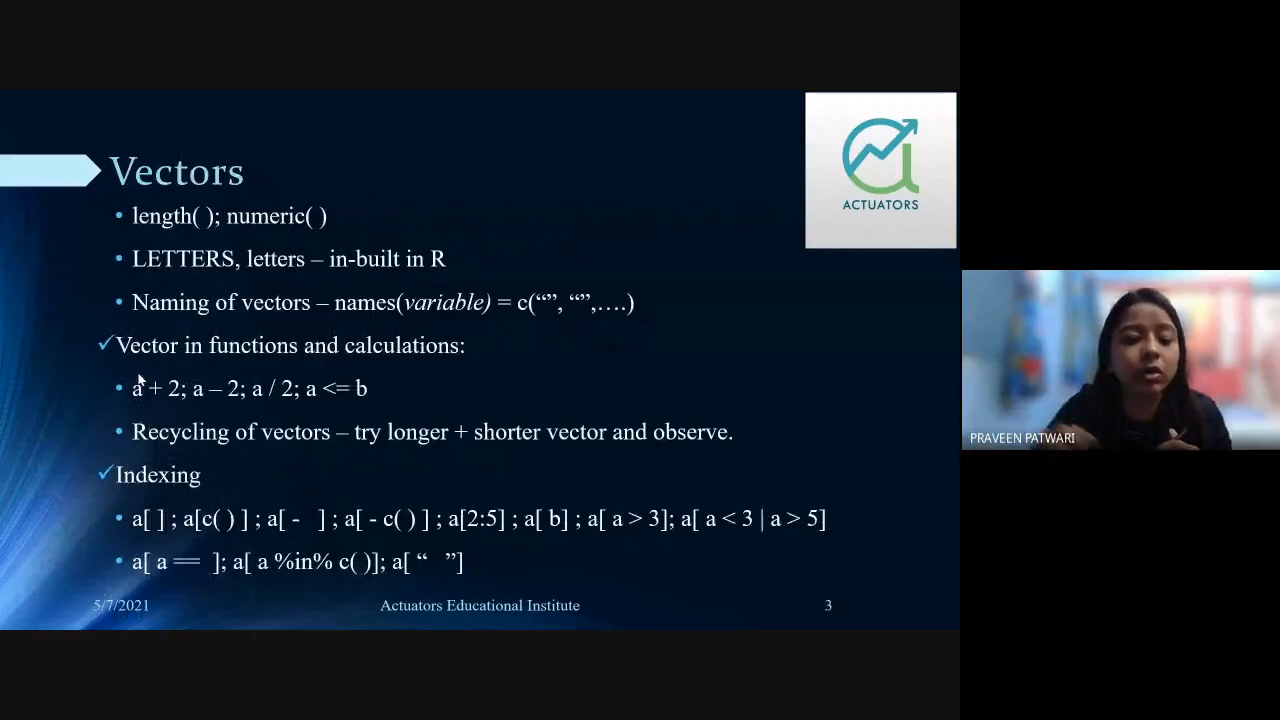 ACTUATORS
Vectors
length( ); numeric( )
LETTERS, letters – in-built in R
Naming of vectors – names(variable) = c(“”, “”,….)
Vector in functions and calculations:
a + 2; a – 2; a / 2; a <= b
Recycling of vectors – try longer + shorter vector and observe.
Indexing
a[ ] ; a[c( ) ] ; a[ -   ] ; a[ - c( ) ] ; a[2:5] ; a[ b] ; a[ a > 3]; a[ a < 3 | a > 5]
a[ a ==  ]; a[ a %in% c( )]; a[ “   ”]
5/7/2021 Actuators Educational Institute 3
PRAVEEN PATWARI